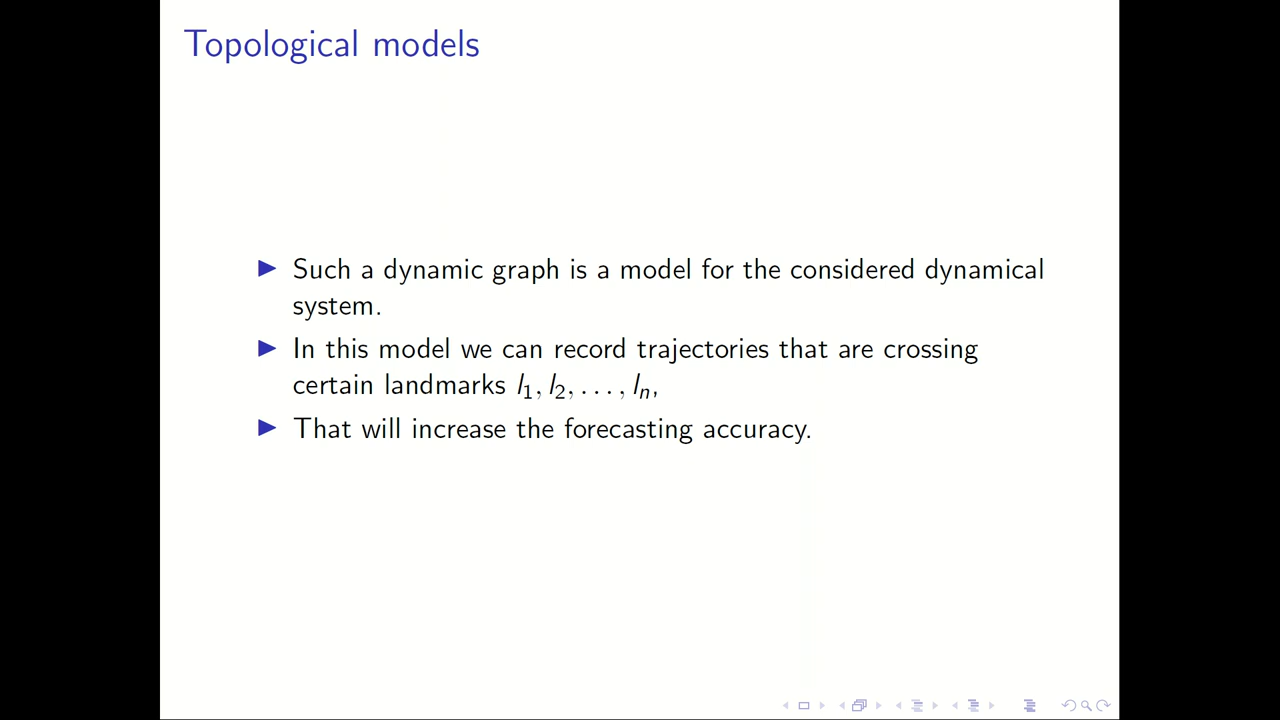 Topological models
Such a dynamic graph is a model for the considered dynamical
system.
In this model we can record trajectories that are crossing
certain landmarks l₁, l₂, . . . , lₙ,
That will increase the forecasting accuracy.